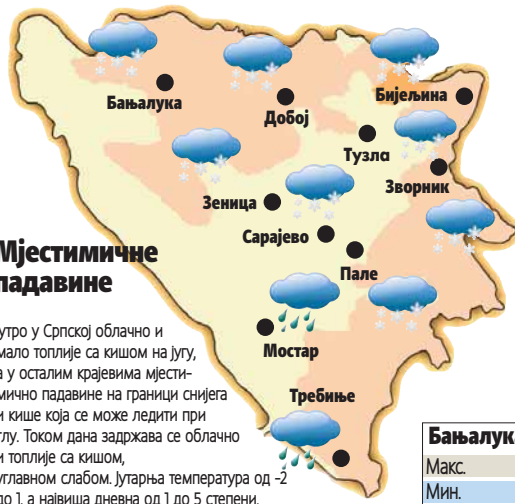 Бањалука
Добој
Бијељина
Тузла
Зворник
Зеница
Сарајево
Пале
Мостар
Требиње
Мјестимичне
падавине
утро у Српској облачно и
мало топлије са кишом на југу,
а у осталим крајевима мјести-
мично падавине на граници снијега
и кише која се може ледити при
тлу. Током дана задржава се облачно
и топлије са кишом,
углавном слабом. Јутарња температура од -2
до 1, а највиша дневна од 1 до 5 степени.
Бањалука
Макс.
Мин.